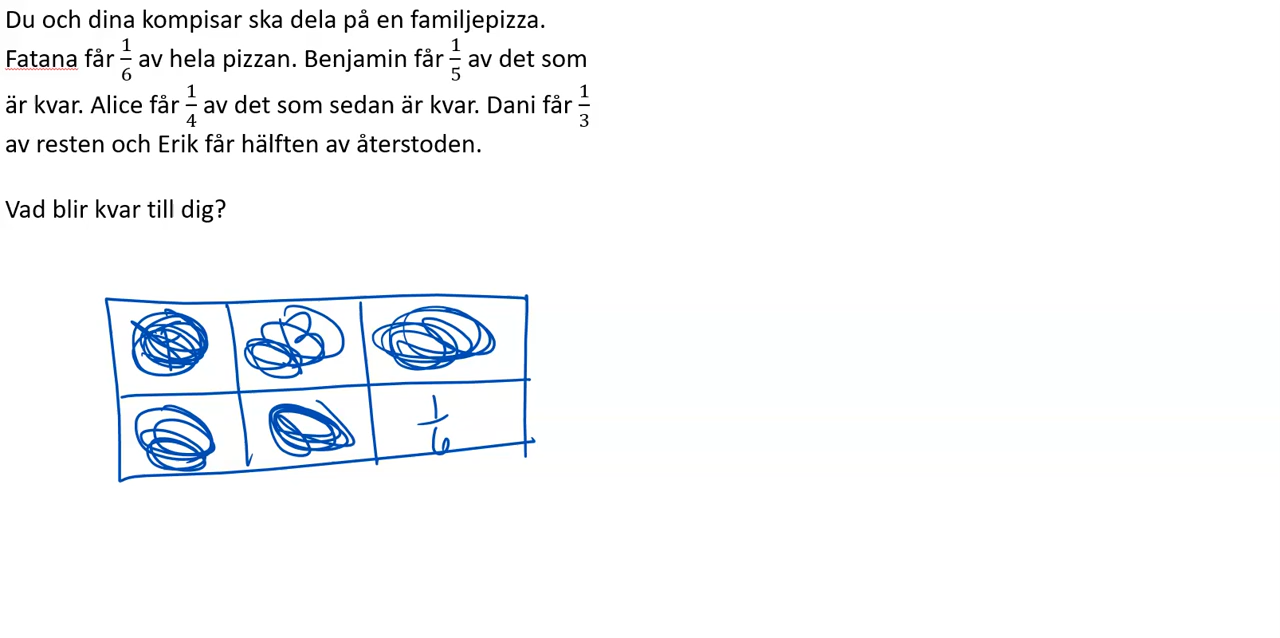 Du och dina kompisar ska dela på en familjepizza.
Fatana får 1/6 av hela pizzan. Benjamin får 1/5 av det som
är kvar. Alice får 1/4 av det som sedan är kvar. Dani får 1/3
av resten och Erik får hälften av återstoden.
Vad blir kvar till dig?
1/6